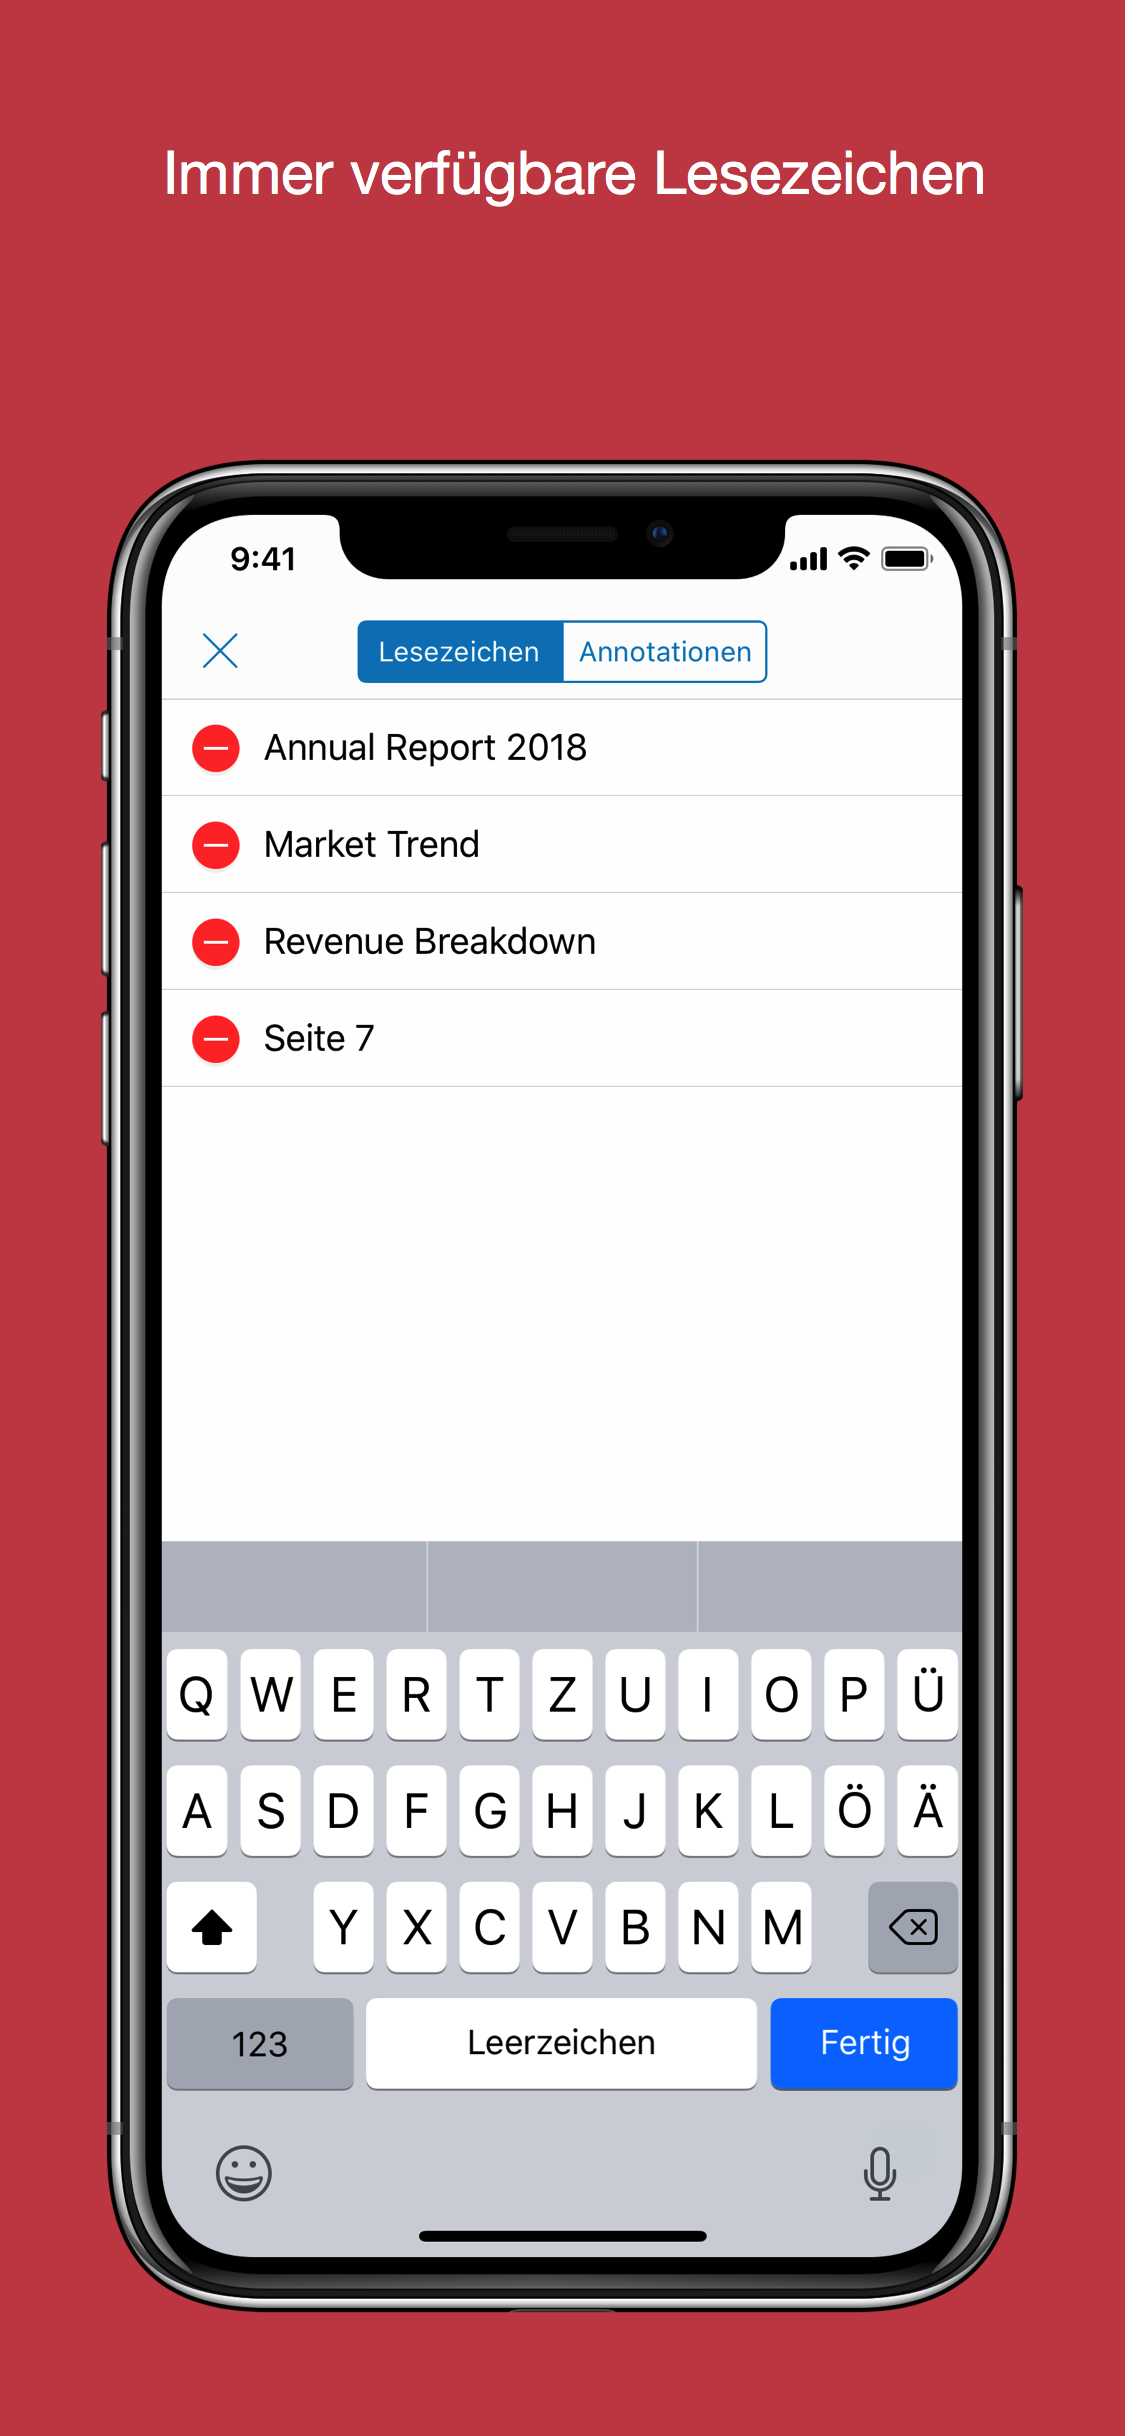 Immer verfügbare Lesezeichen
9:41
Lesezeichen Annotationen
Annual Report 2018
Market Trend
Revenue Breakdown
Seite 7
Q W E R T Z U I O P Ü
A S D F G H J K L Ö Ä
Y X C V B N M
123 Leerzeichen Fertig